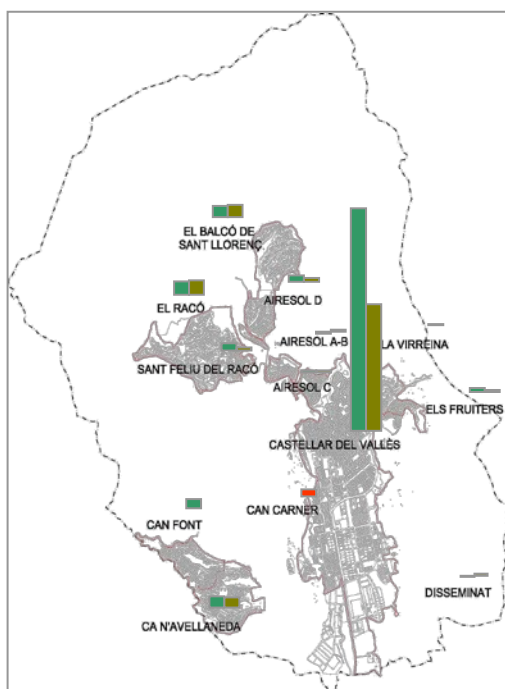 EL BALCÓ DE
SANT LLORENÇ
EL RACÓ
AIRESOL D
AIRESOL A-B
LA VIRREINA
SANT FELIU DEL RACÓ
AIRESOL C
ELS FRUITERS
CASTELLAR DEL VALLÈS
CAN CARNER
CAN FONT
DISSEMINAT
CA N'AVELLANEDA